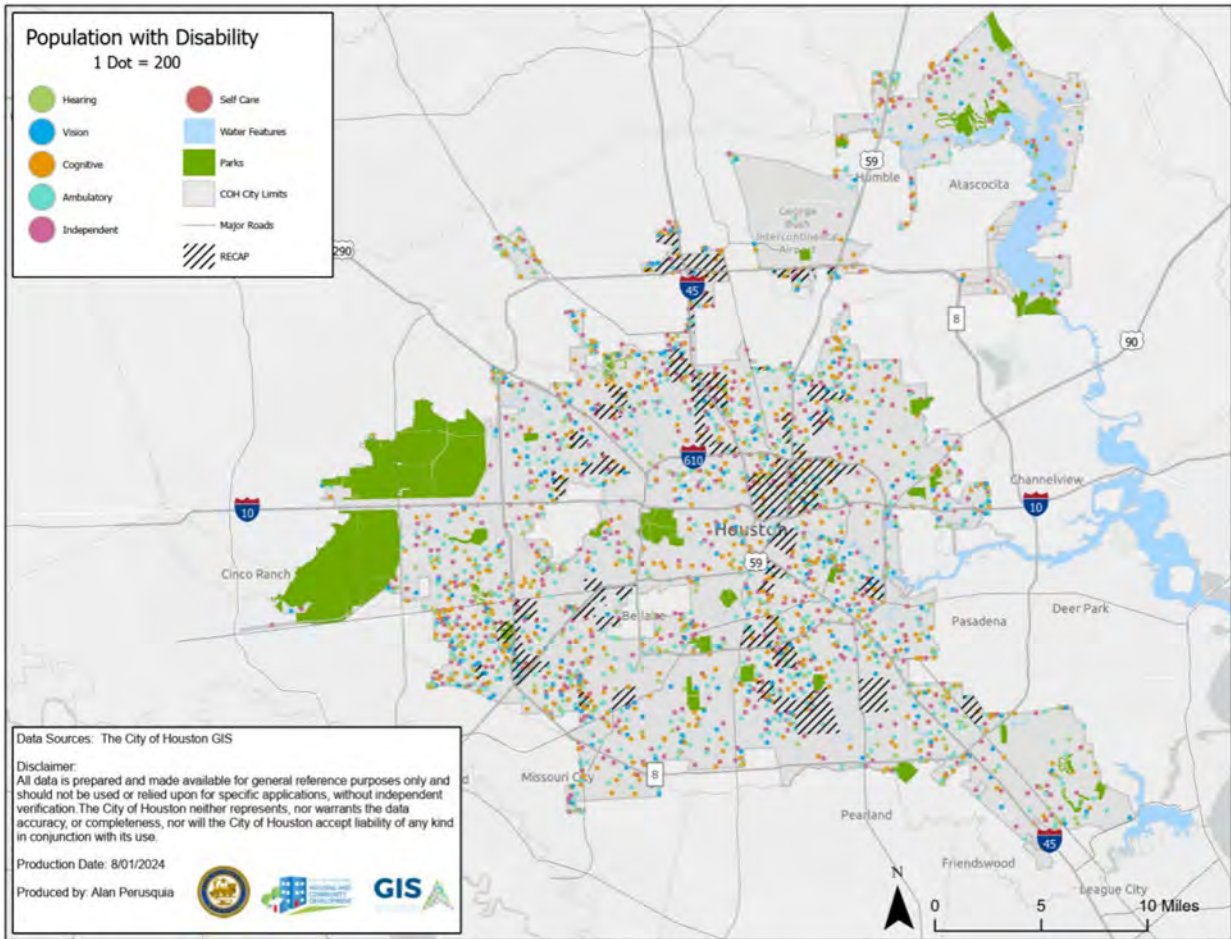 Population with Disability
1 Dot = 200
Hearing
Vision
Cognitive
Ambulatory
Independent
Self Care
Water Features
Parks
COH City Limits
Major Roads
RECAP
290
45
59
Humble
Atascocita
George
Bush
Intercontinental
Airport
8
90
610
10
Houston
59
Channelview
10
Cinco Ranch
Bellaire
Pasadena
Deer Park
Missouri City
8
Pearland
Friendswood
45
League City
Data Sources: The City of Houston GIS
Disclaimer:
All data is prepared and made available for general reference purposes only and
should not be used or relied upon for specific applications, without independent
verification.The City of Houston neither represents, nor warrants the data
accuracy, or completeness, nor will the City of Houston accept liability of any kind
in conjunction with its use.
Production Date: 8/01/2024
Produced by: Alan Perusquia
HOUSING AND
COMMUNITY
DEVELOPMENT
GIS
N
0 5 10 Miles